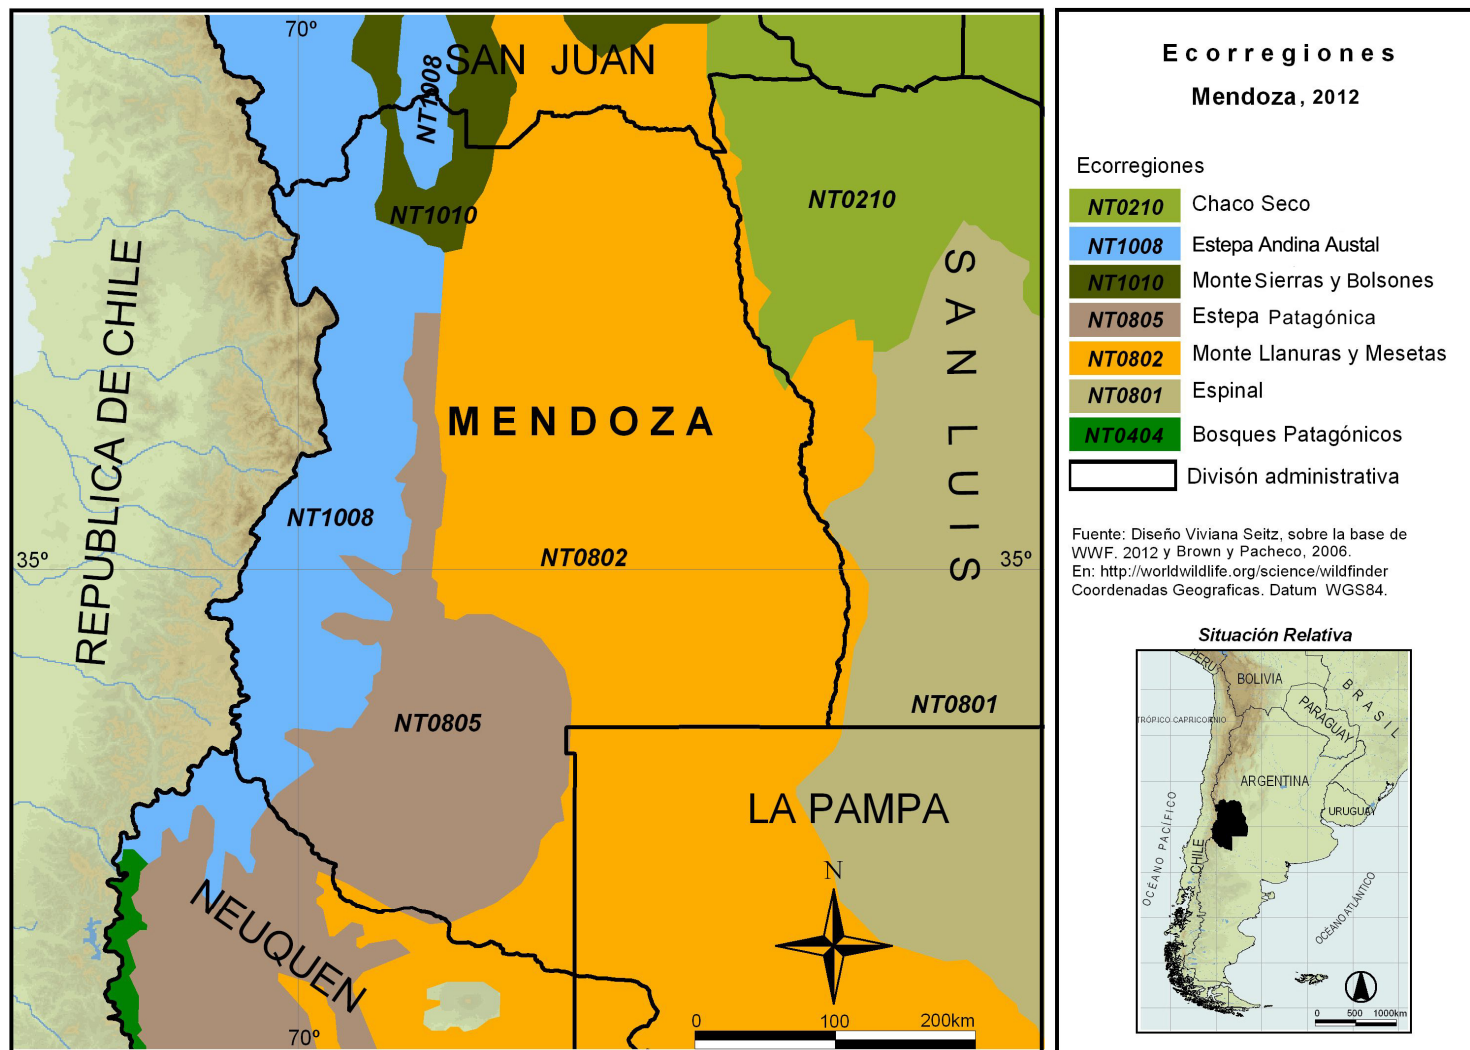 70º
SAN JUAN
NT1008
NT1010
NT0210
REPUBLICA DE CHILE
MENDOZA
SAN LUIS
NT1008
NT0802
35º
35º
NT0805
NT0801
LA PAMPA
NEUQUEN
N
70º
0 100 200km
Ecorregiones
Mendoza, 2012
Ecorregiones
NT0210 Chaco Seco
NT1008 Estepa Andina Austal
NT1010 Monte Sierras y Bolsones
NT0805 Estepa Patagónica
NT0802 Monte Llanuras y Mesetas
NT0801 Espinal
NT0404 Bosques Patagónicos
Divisón administrativa
Fuente: Diseño Viviana Seitz, sobre la base de
WWF. 2012 y Brown y Pacheco, 2006.
En: http://worldwildlife.org/science/wildfinder
Coordenadas Geograficas. Datum WGS84.
Situación Relativa
PERU
BOLIVIA
BRASIL
PARAGUAY
TRÓPICO CAPRICORNIO
ARGENTINA
URUGUAY
OCÉANO PACÍFICO
CHILE
OCÉANO ATLÁNTICO
0 500 1000km